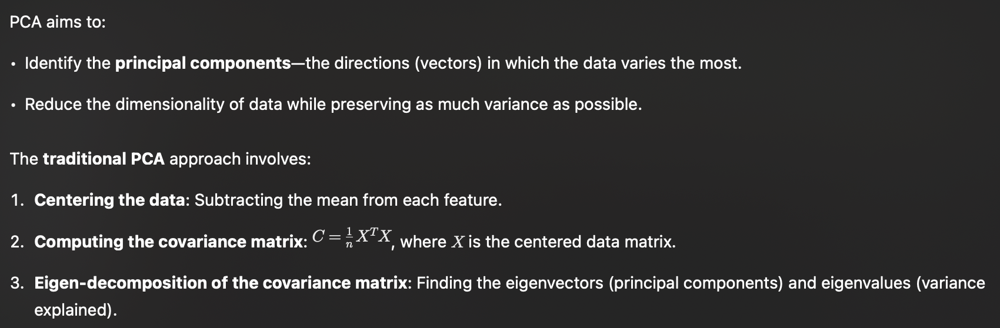 PCA aims to:
• Identify the principal components—the directions (vectors) in which the data varies the most.
• Reduce the dimensionality of data while preserving as much variance as possible.
The traditional PCA approach involves:
1. Centering the data: Subtracting the mean from each feature.
2. Computing the covariance matrix: C = 1/n XᵀX, where X is the centered data matrix.
3. Eigen-decomposition of the covariance matrix: Finding the eigenvectors (principal components) and eigenvalues (variance
explained).